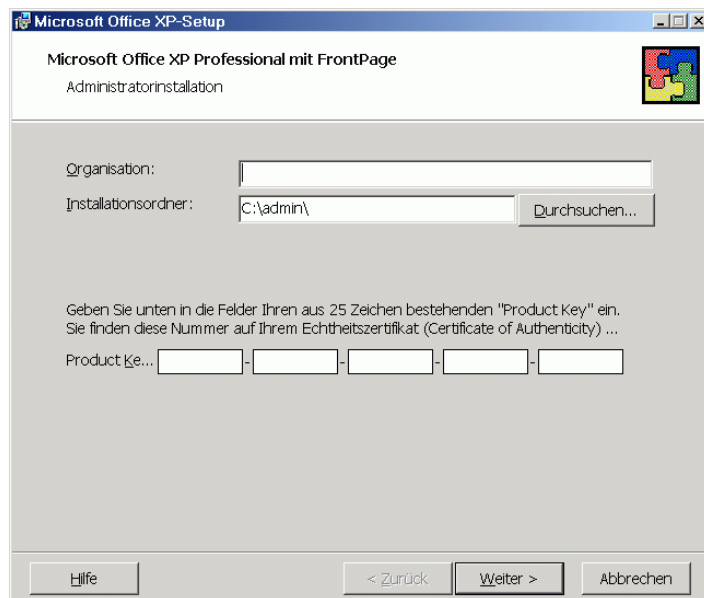 Microsoft Office XP-Setup
Microsoft Office XP Professional mit FrontPage
Administratorinstallation
Organisation:
Installationsordner: C:\admin\ Durchsuchen...
Geben Sie unten in die Felder Ihren aus 25 Zeichen bestehenden "Product Key" ein.
Sie finden diese Nummer auf Ihrem Echtheitszertifikat (Certificate of Authenticity) ...
Product Ke... - - - -
Hilfe < Zurück Weiter > Abbrechen